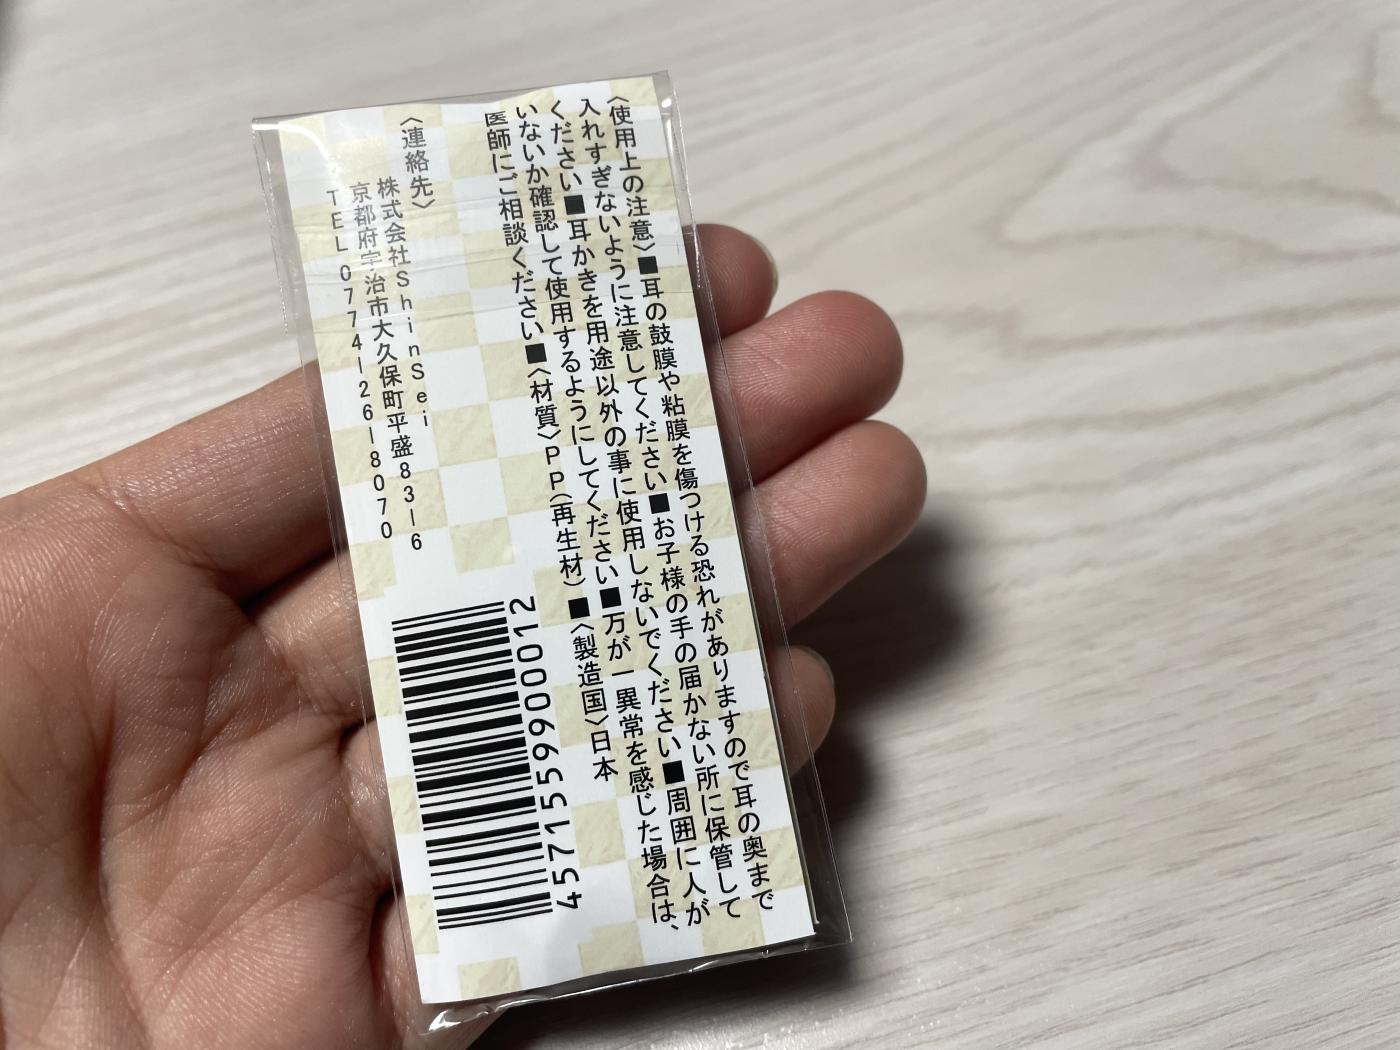 〈使用上の注意〉■耳の鼓膜や粘膜を傷つける恐れがありますので耳の奥まで
入れすぎないように注意してください■お子様の手の届かない所に保管して
ください■耳かきを用途以外の事に使用しないでください■周囲に人が
いないか確認して使用するようにしてください■万が一異常を感じた場合は、
医師にご相談ください■〈材質〉PP（再生材）■〈製造国〉日本
〈連絡先〉
株式会社ShinSei
京都府宇治市大久保町平盛83-6
TEL0774-26-8070
4571559900012